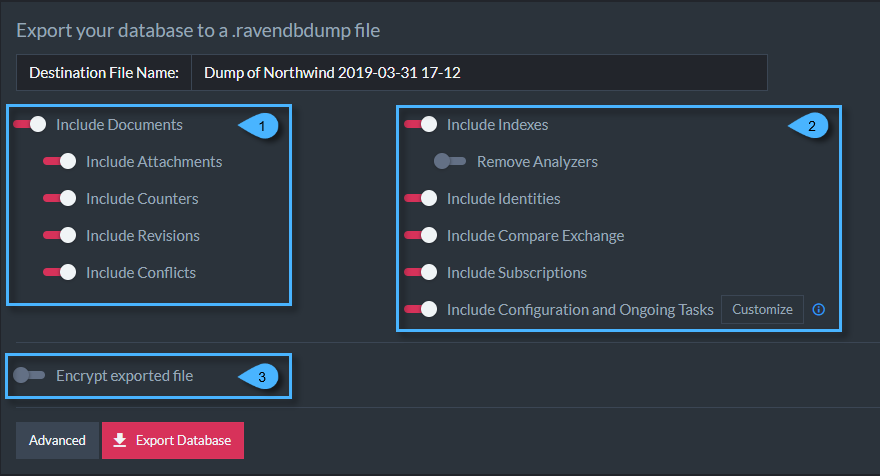 Export your database to a .ravendbdump file
Destination File Name: Dump of Northwind 2019-03-31 17-12
Include Documents 1
Include Attachments
Include Counters
Include Revisions
Include Conflicts
Include Indexes 2
Remove Analyzers
Include Identities
Include Compare Exchange
Include Subscriptions
Include Configuration and Ongoing Tasks Customize
Encrypt exported file 3
Advanced Export Database